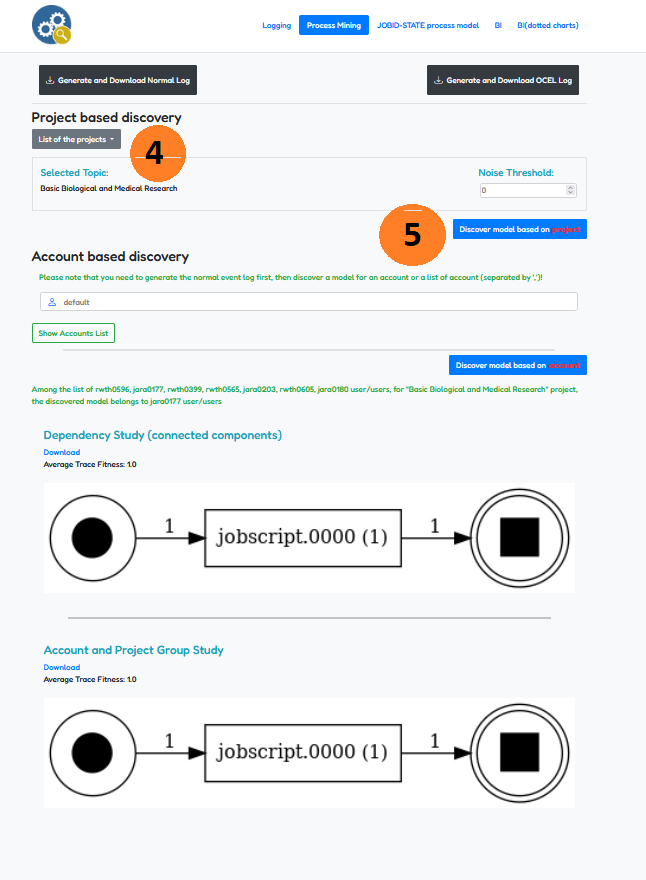 Logging Process Mining JOBID-STATE process model BI BI(dotted charts)
Generate and Download Normal Log Generate and Download OCEL Log
Project based discovery
List of the projects
4
Selected Topic: Noise Threshold:
Basic Biological and Medical Research 0
5
Discover model based on project
Account based discovery
Please note that you need to generate the normal event log first, then discover a model for an account or a list of account (separated by ',')!
default
Show Accounts List
Discover model based on account
Among the list of rwth0596, jara0177, rwth0399, rwth0565, jara0203, rwth0605, jara0180 user/users, for "Basic Biological and Medical Research" project,
the discovered model belongs to jara0177 user/users
Dependency Study (connected components)
Download
Average Trace Fitness: 1.0
1 jobscript.0000 (1) 1
Account and Project Group Study
Download
Average Trace Fitness: 1.0
1 jobscript.0000 (1) 1